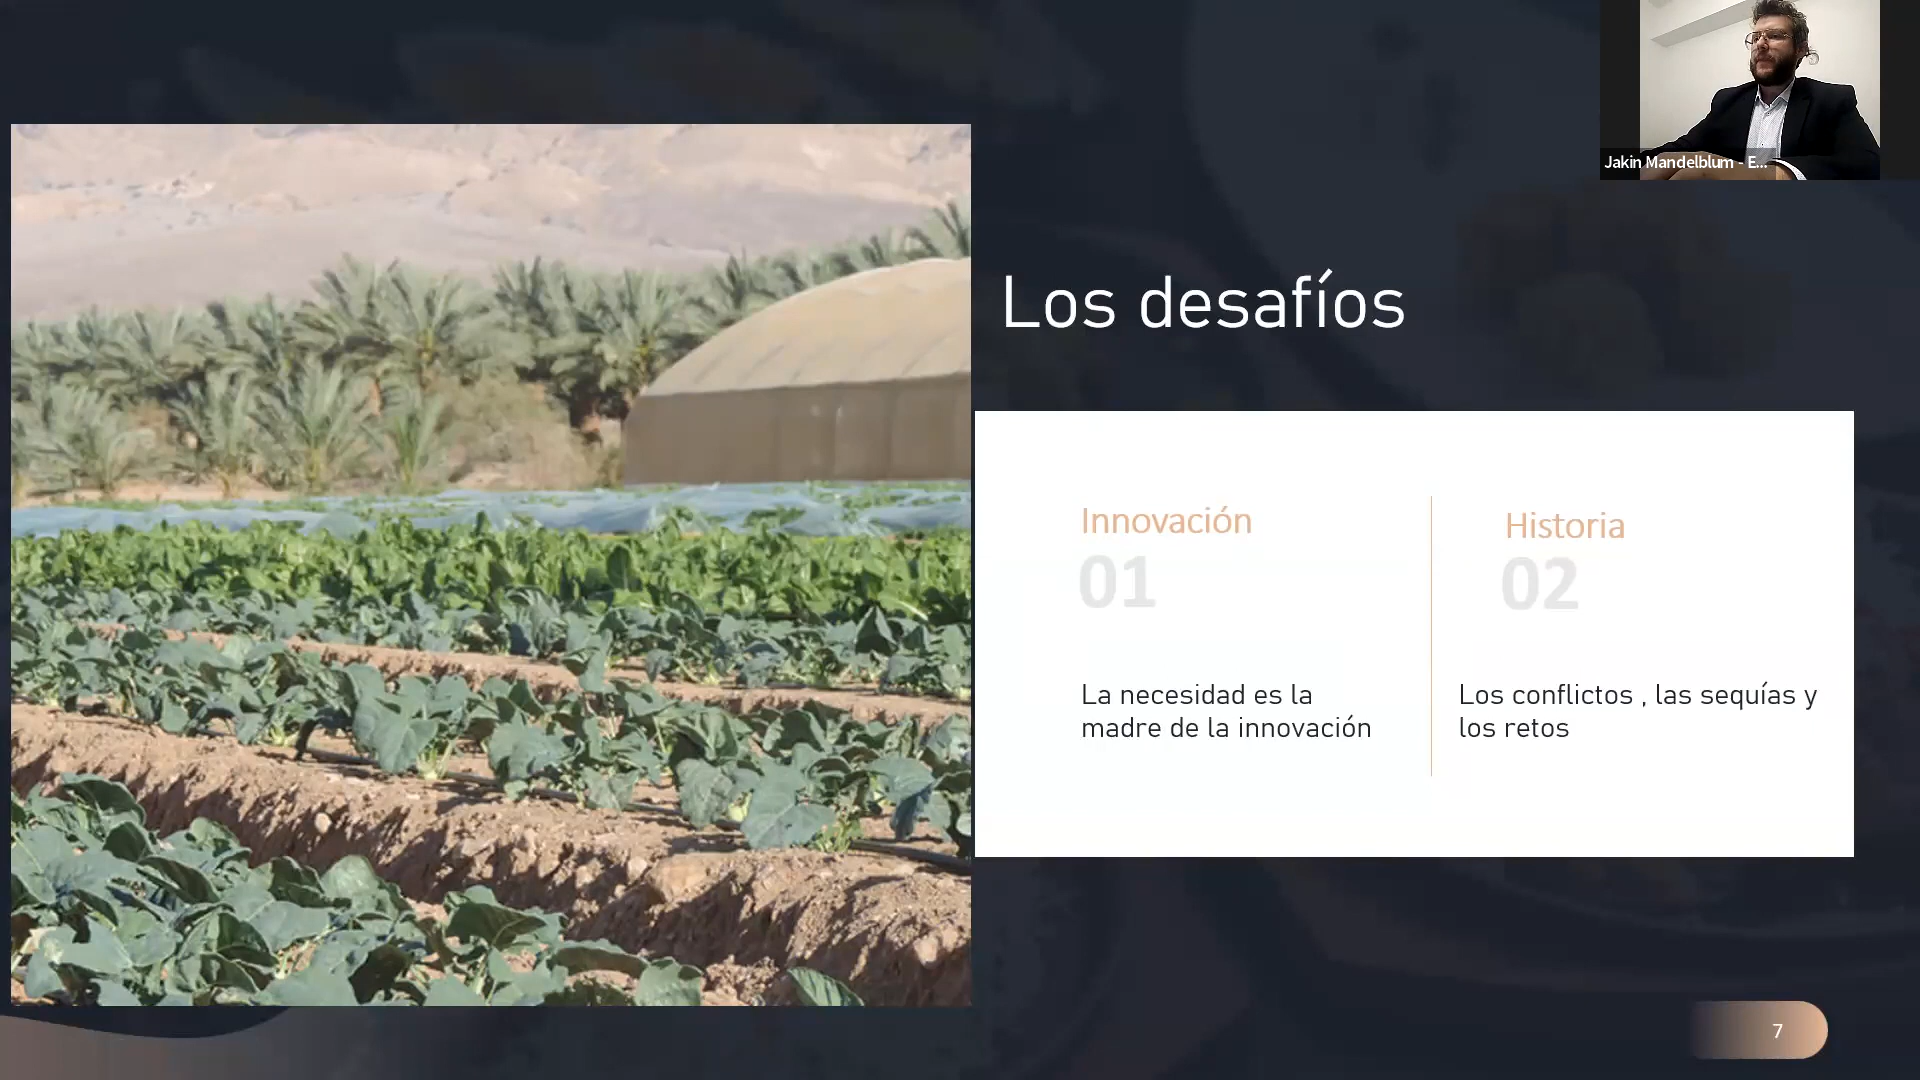 Jakin Mandelblum - E...
Los desafíos
Innovación
01
La necesidad es la
madre de la innovación
Historia
02
Los conflictos , las sequías y
los retos
7